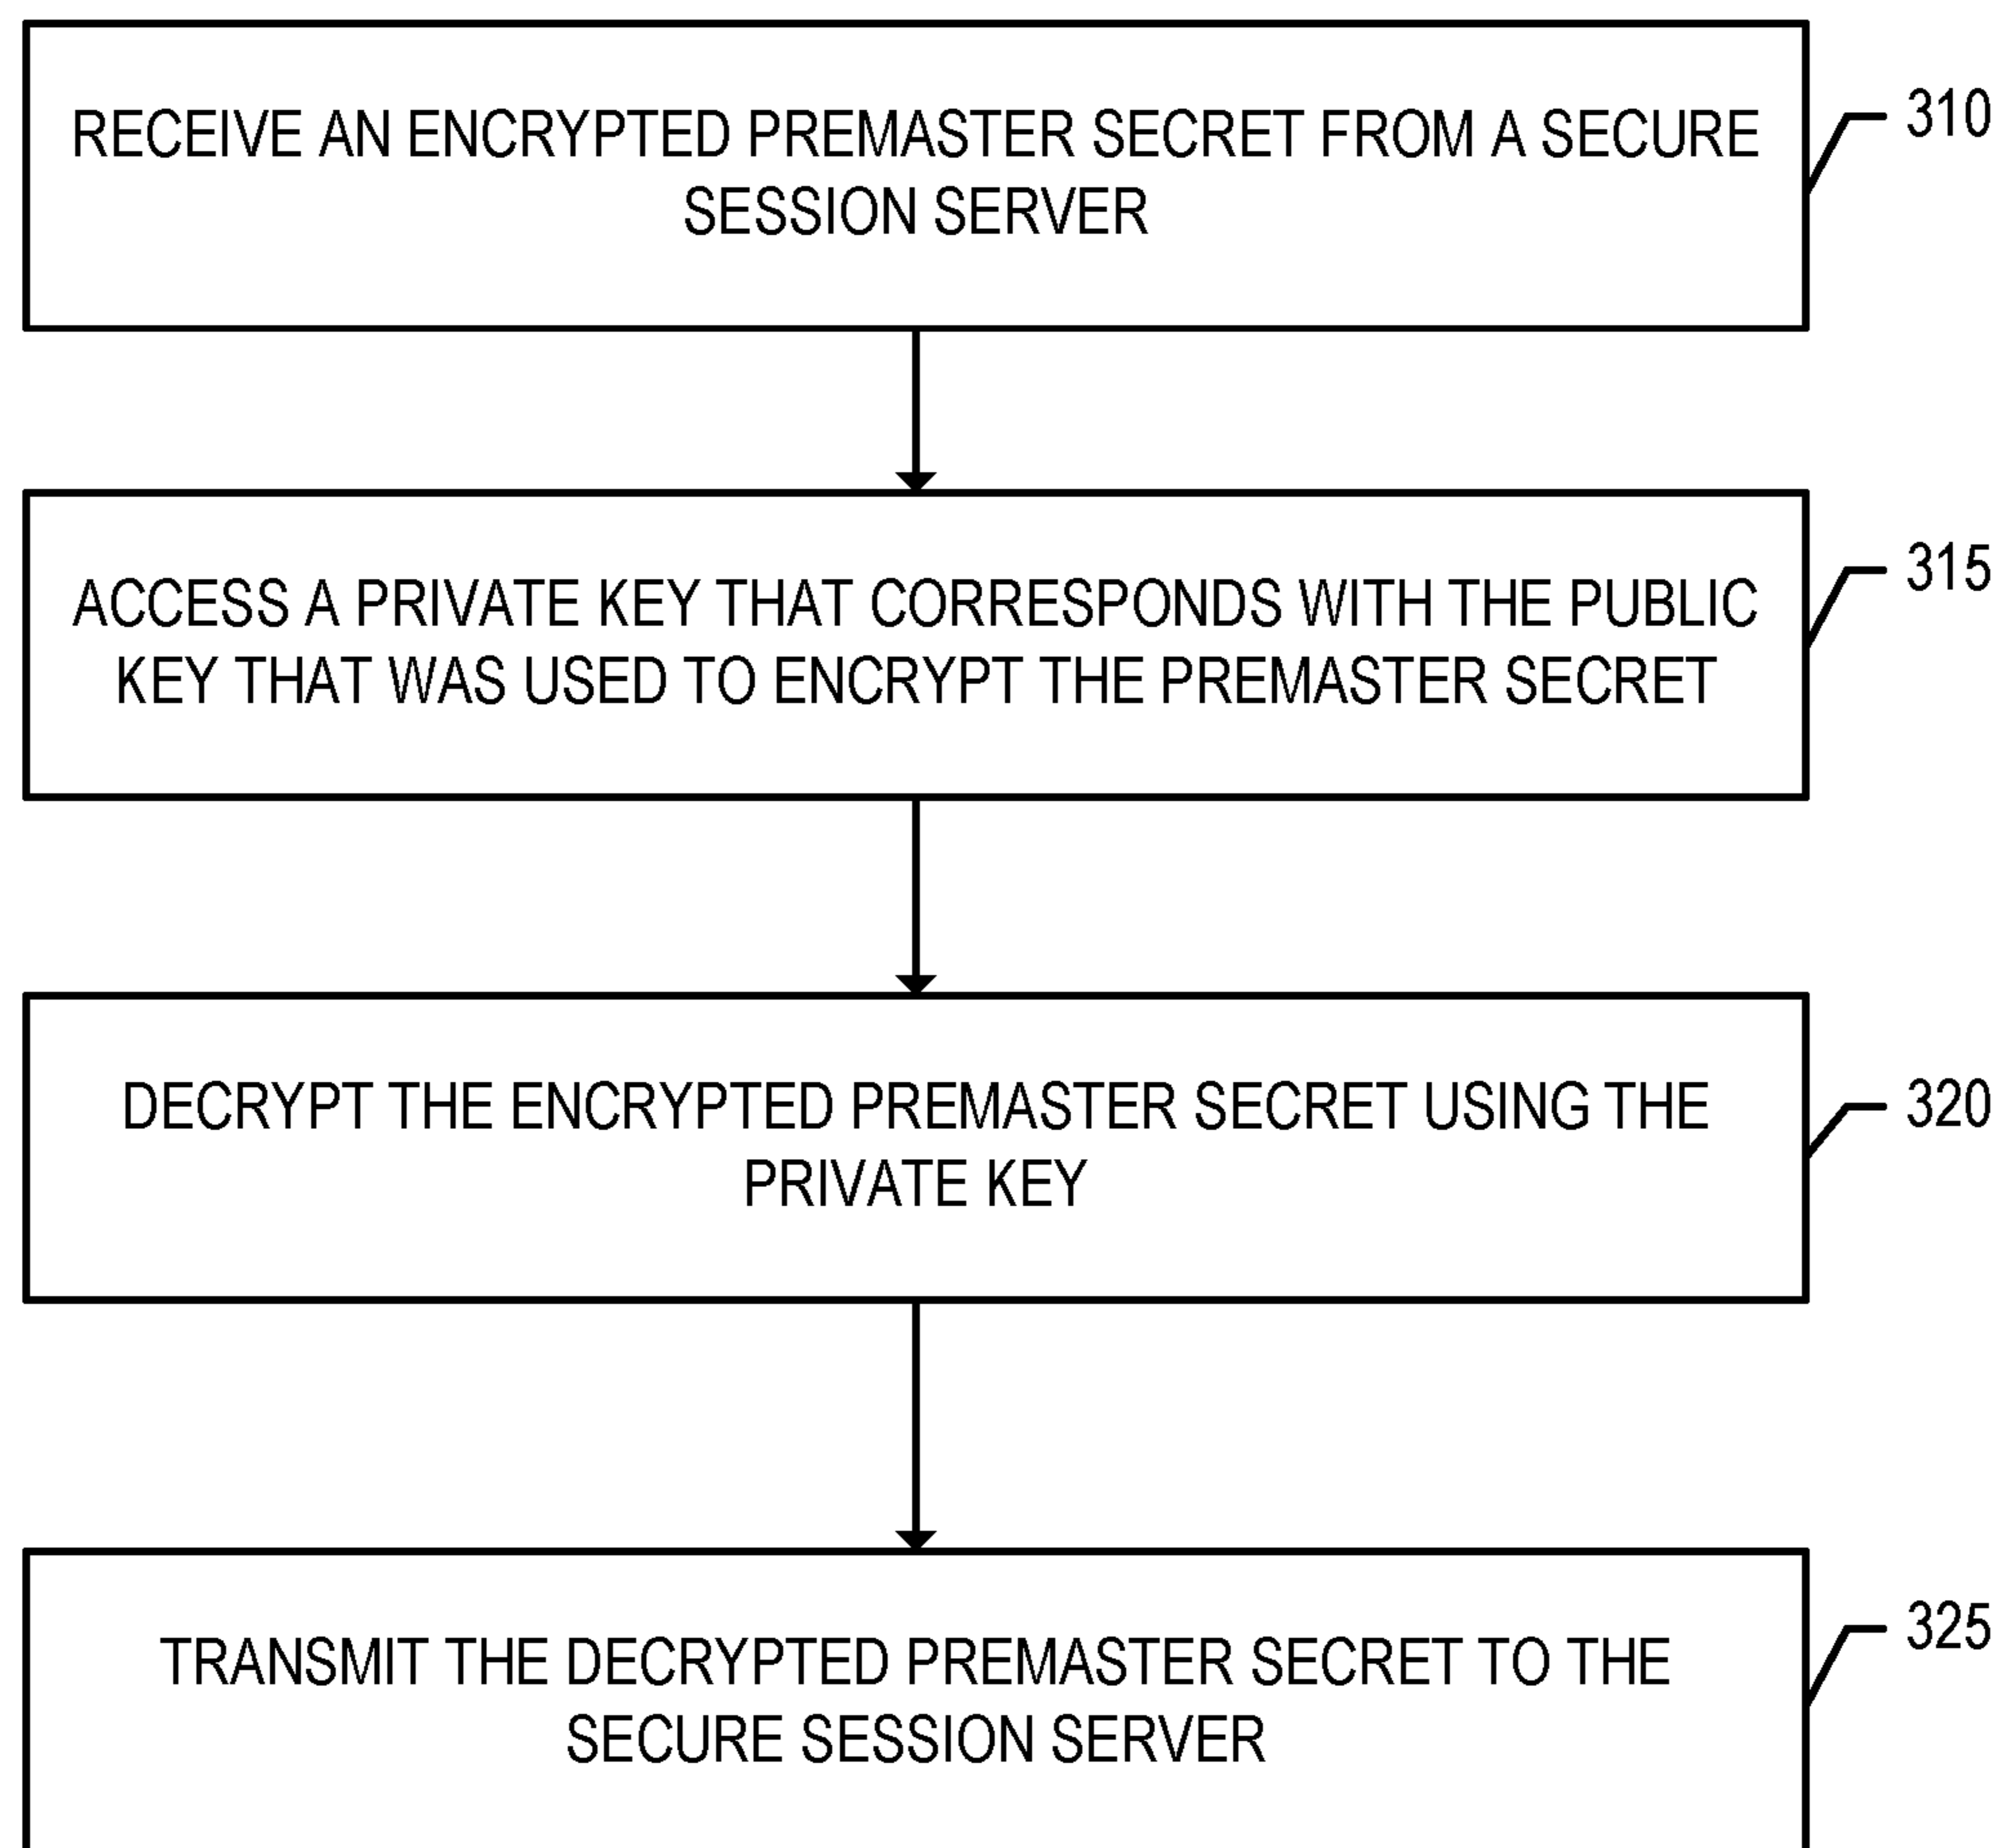 RECEIVE AN ENCRYPTED PREMASTER SECRET FROM A SECURE
SESSION SERVER
310
ACCESS A PRIVATE KEY THAT CORRESPONDS WITH THE PUBLIC
KEY THAT WAS USED TO ENCRYPT THE PREMASTER SECRET
315
DECRYPT THE ENCRYPTED PREMASTER SECRET USING THE
PRIVATE KEY
320
TRANSMIT THE DECRYPTED PREMASTER SECRET TO THE
SECURE SESSION SERVER
325